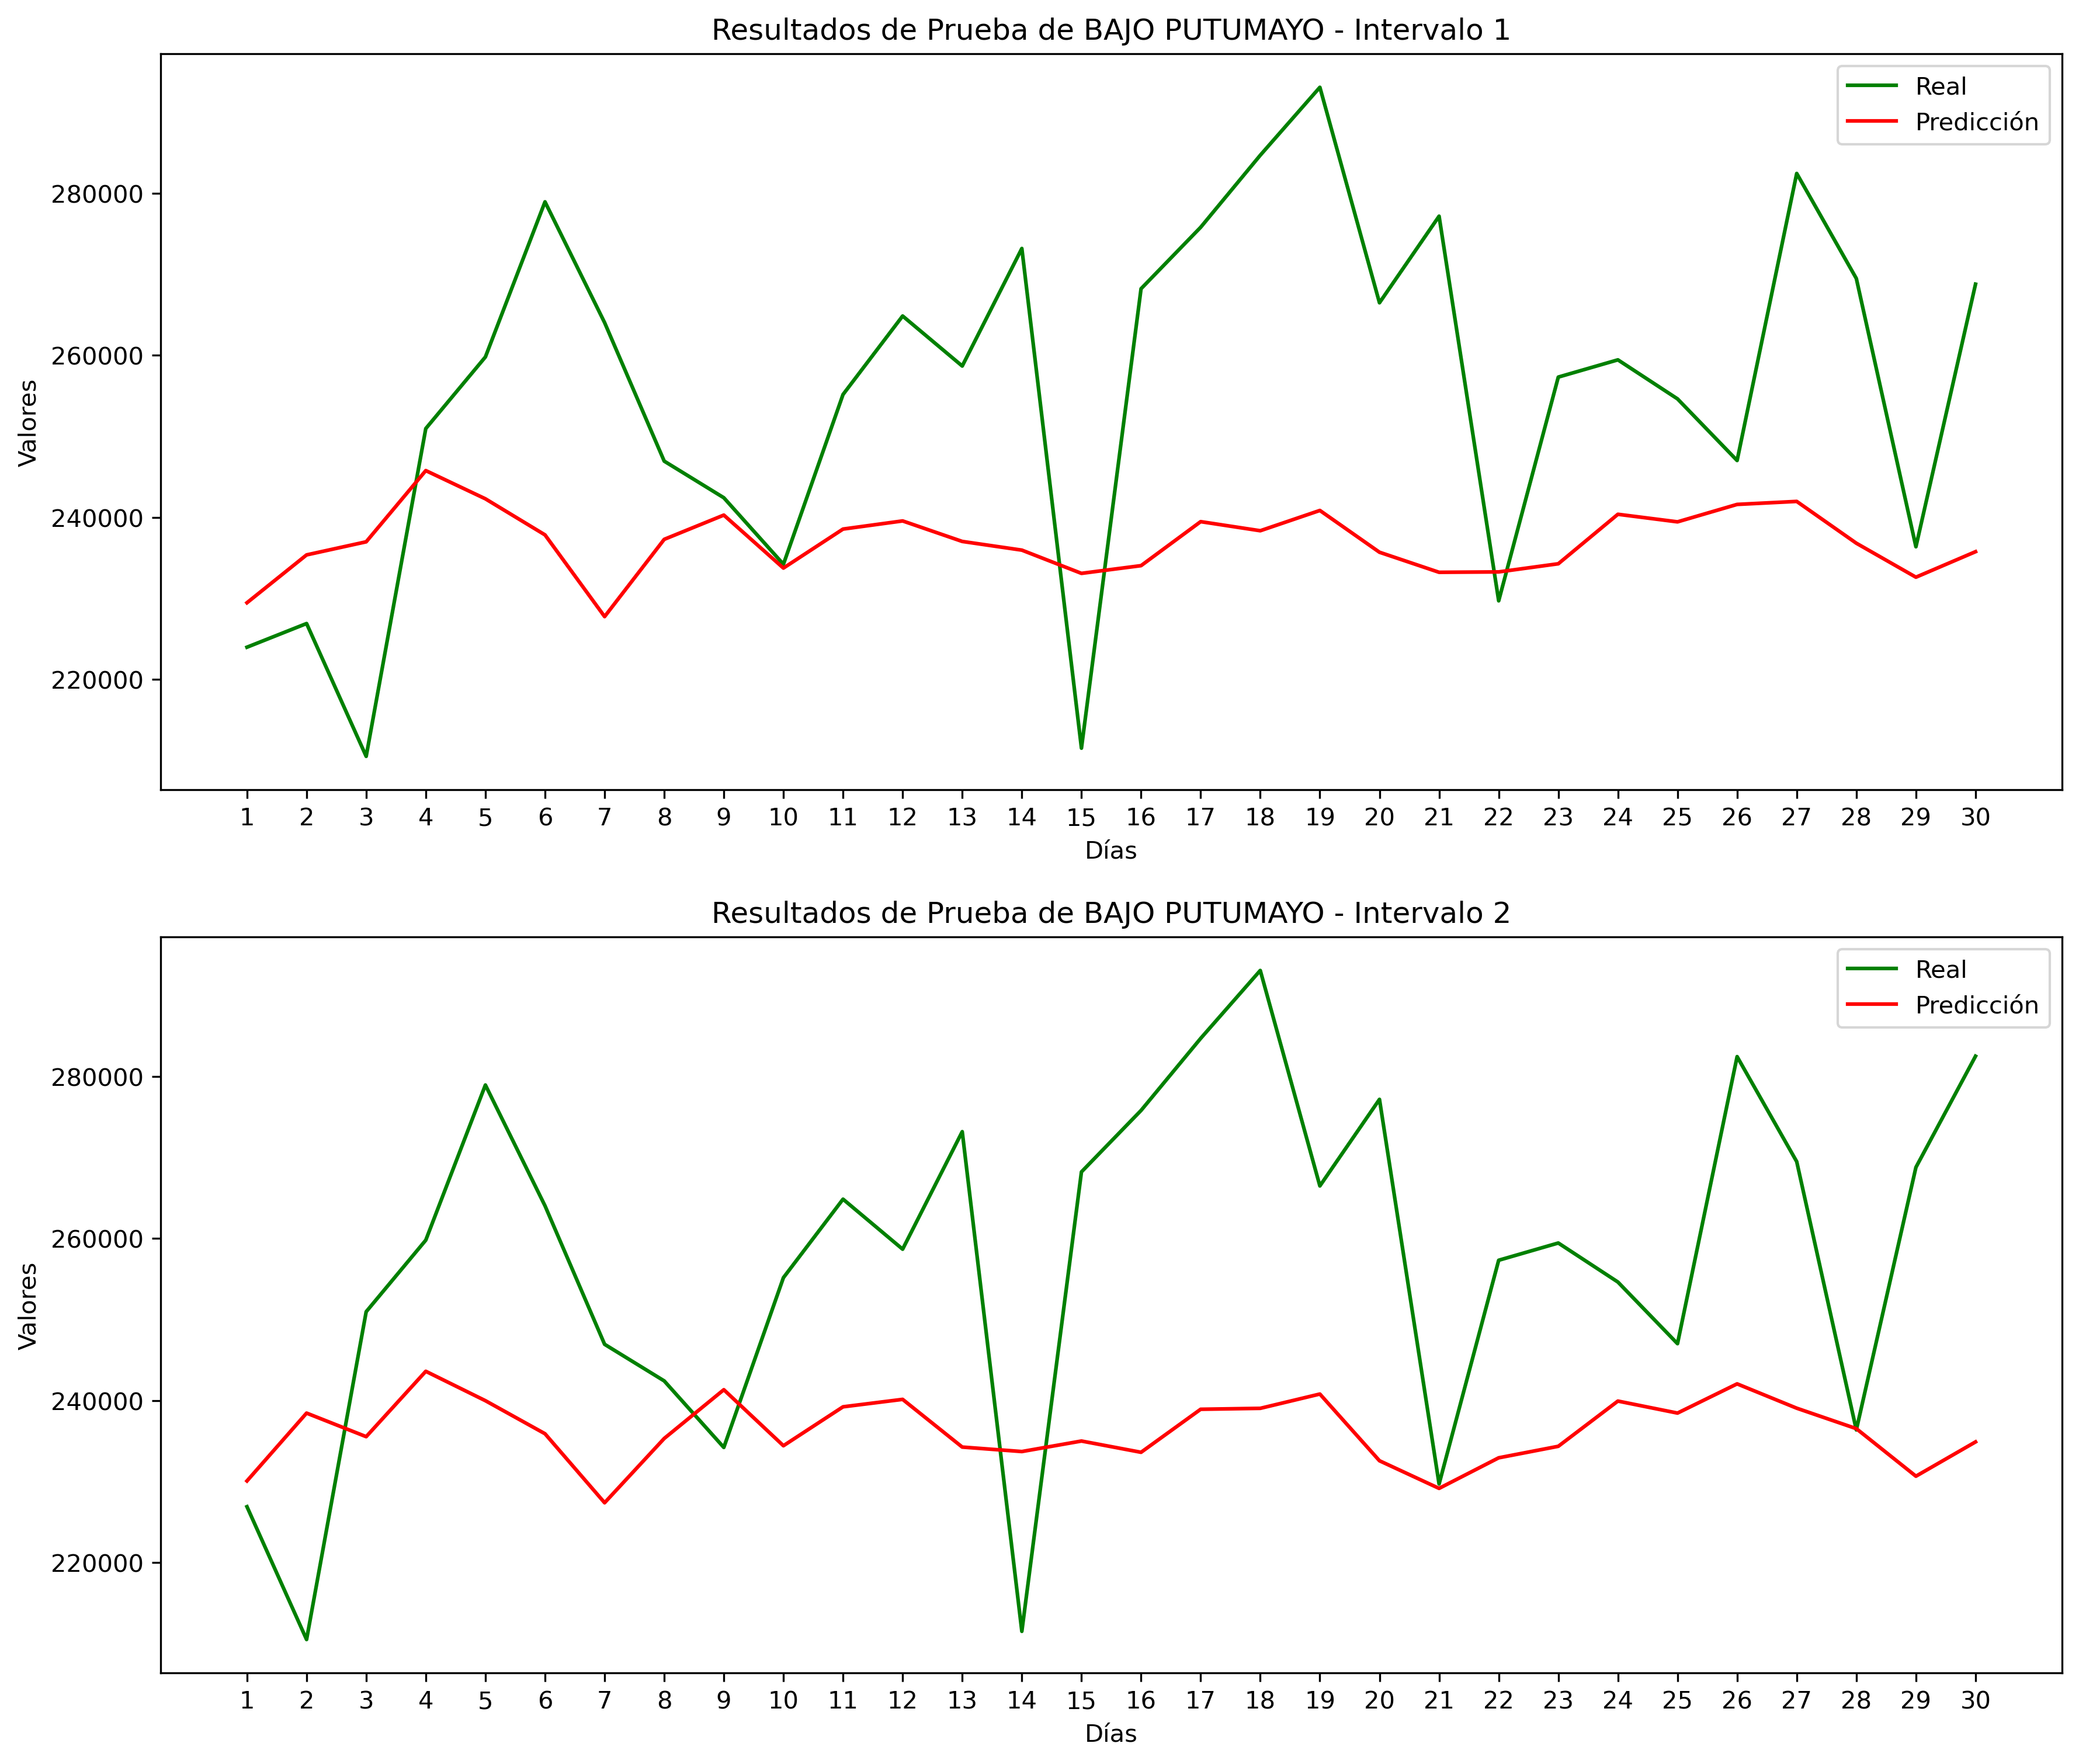 Resultados de Prueba de BAJO PUTUMAYO - Intervalo 1
Real
Predicción
280000
260000
240000
220000
Valores
1 2 3 4 5 6 7 8 9 10 11 12 13 14 15 16 17 18 19 20 21 22 23 24 25 26 27 28 29 30
Días
Resultados de Prueba de BAJO PUTUMAYO - Intervalo 2
Real
Predicción
280000
260000
240000
220000
Valores
1 2 3 4 5 6 7 8 9 10 11 12 13 14 15 16 17 18 19 20 21 22 23 24 25 26 27 28 29 30
Días